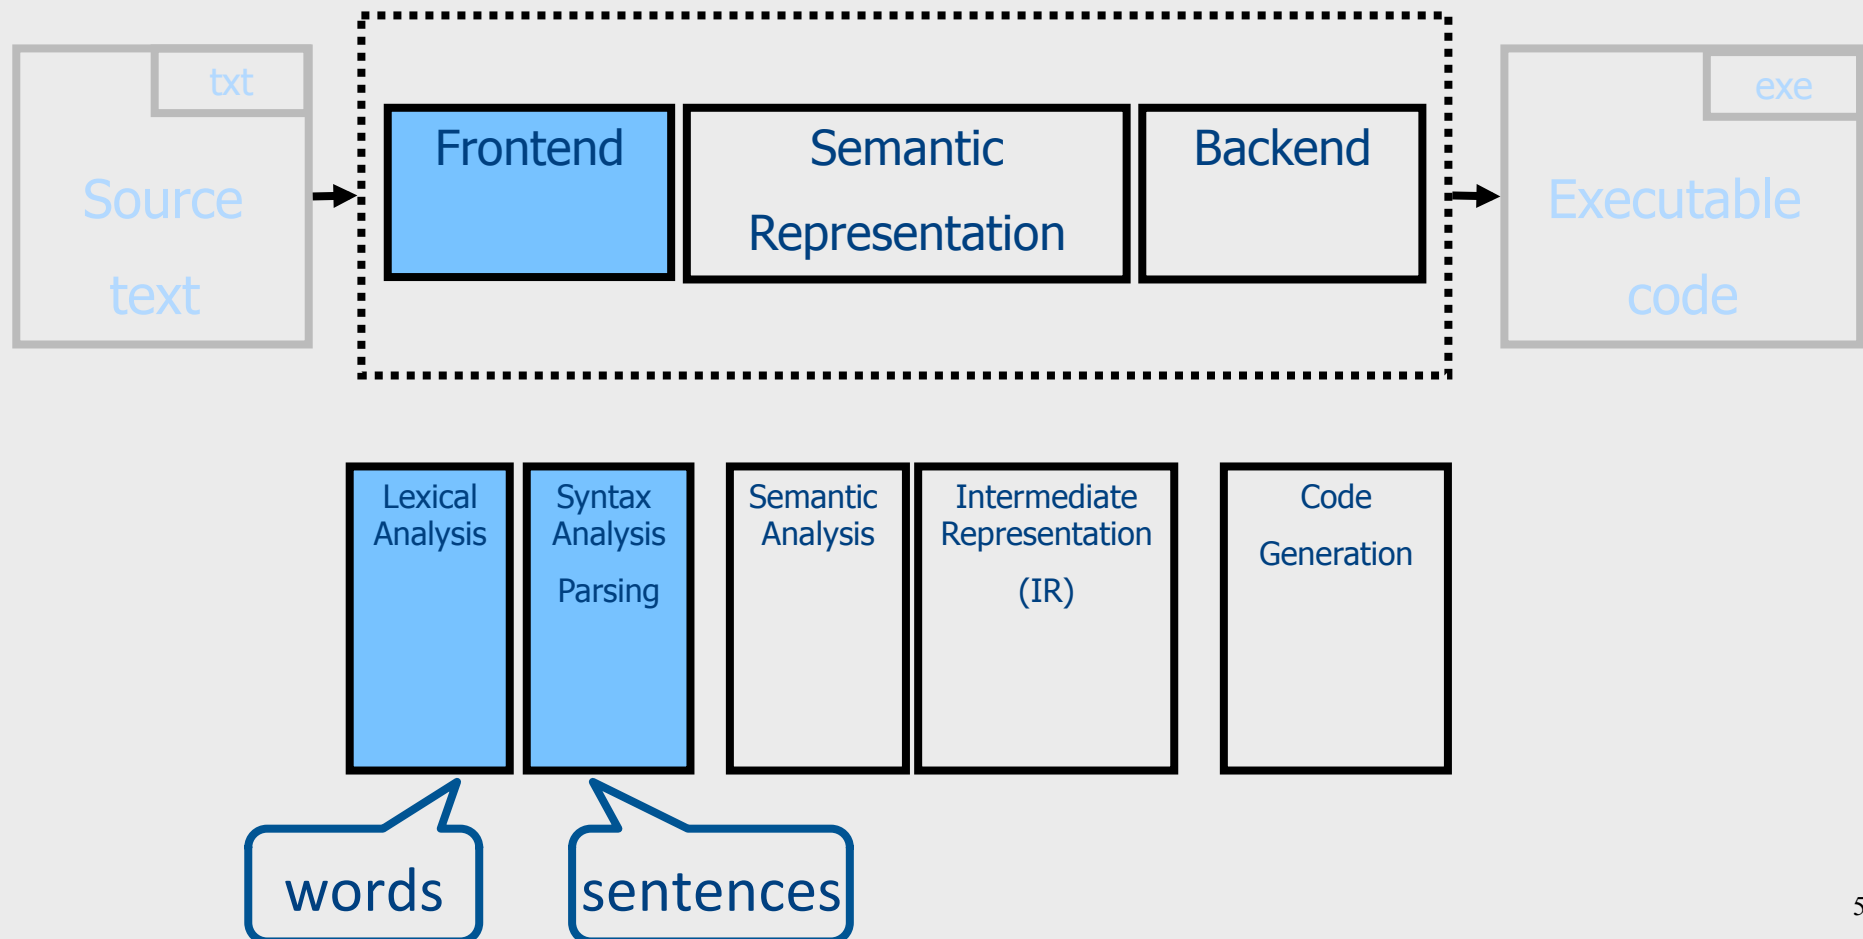 txt
Source
text
Frontend
Semantic
Representation
Backend
exe
Executable
code
Lexical
Analysis
Syntax
Analysis
Parsing
Semantic
Analysis
Intermediate
Representation
(IR)
Code
Generation
words
sentences
5